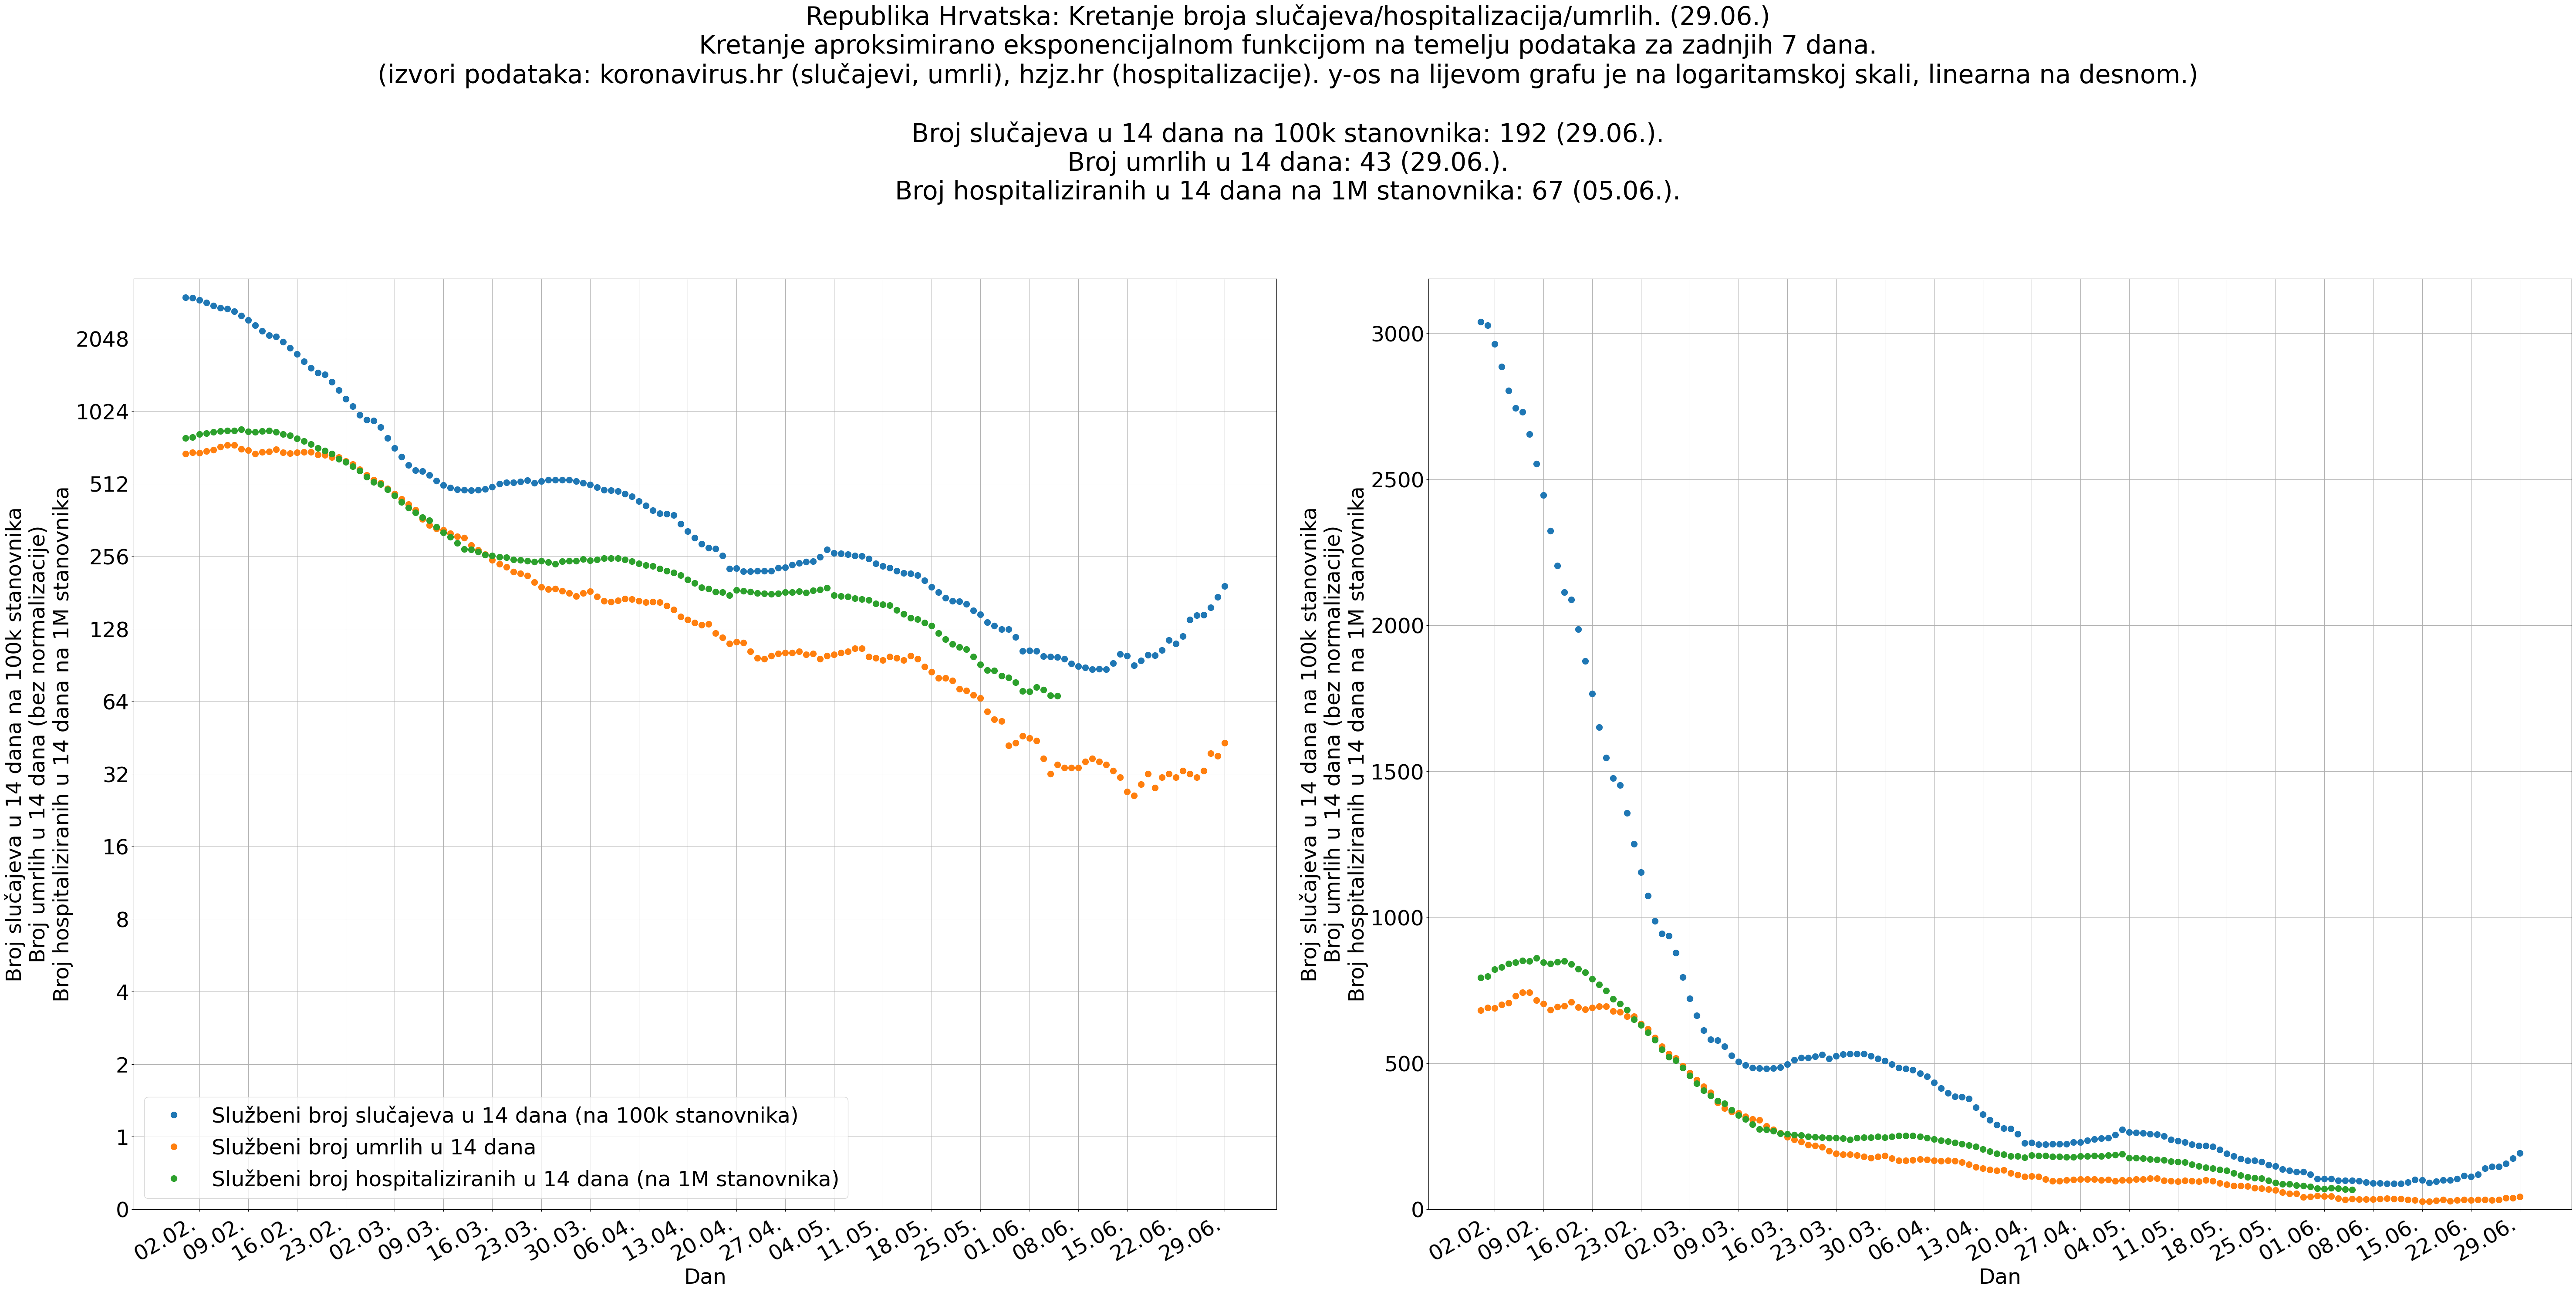 Republika Hrvatska: Kretanje broja slučajeva/hospitalizacija/umrlih. (29.06.)
Kretanje aproksimirano eksponencijalnom funkcijom na temelju podataka za zadnjih 7 dana.
(izvori podataka: koronavirus.hr (slučajevi, umrli), hzjz.hr (hospitalizacije). y-os na lijevom grafu je na logaritamskoj skali, linearna na desnom.)
Broj slučajeva u 14 dana na 100k stanovnika: 192 (29.06.).
Broj umrlih u 14 dana: 43 (29.06.).
Broj hospitaliziranih u 14 dana na 1M stanovnika: 67 (05.06.).
Broj slučajeva u 14 dana na 100k stanovnika
Broj umrlih u 14 dana (bez normalizacije)
Broj hospitaliziranih u 14 dana na 1M stanovnika
2048
1024
512
256
128
64
32
16
8
4
2
1
0
Službeni broj slučajeva u 14 dana (na 100k stanovnika)
Službeni broj umrlih u 14 dana
Službeni broj hospitaliziranih u 14 dana (na 1M stanovnika)
02.02. 09.02. 16.02. 23.02. 02.03. 09.03. 16.03. 23.03. 30.03. 06.04. 13.04. 20.04. 27.04. 04.05. 11.05. 18.05. 25.05. 01.06. 08.06. 15.06. 22.06. 29.06.
Dan
Broj slučajeva u 14 dana na 100k stanovnika
Broj umrlih u 14 dana (bez normalizacije)
Broj hospitaliziranih u 14 dana na 1M stanovnika
3000
2500
2000
1500
1000
500
0
02.02. 09.02. 16.02. 23.02. 02.03. 09.03. 16.03. 23.03. 30.03. 06.04. 13.04. 20.04. 27.04. 04.05. 11.05. 18.05. 25.05. 01.06. 08.06. 15.06. 22.06. 29.06.
Dan